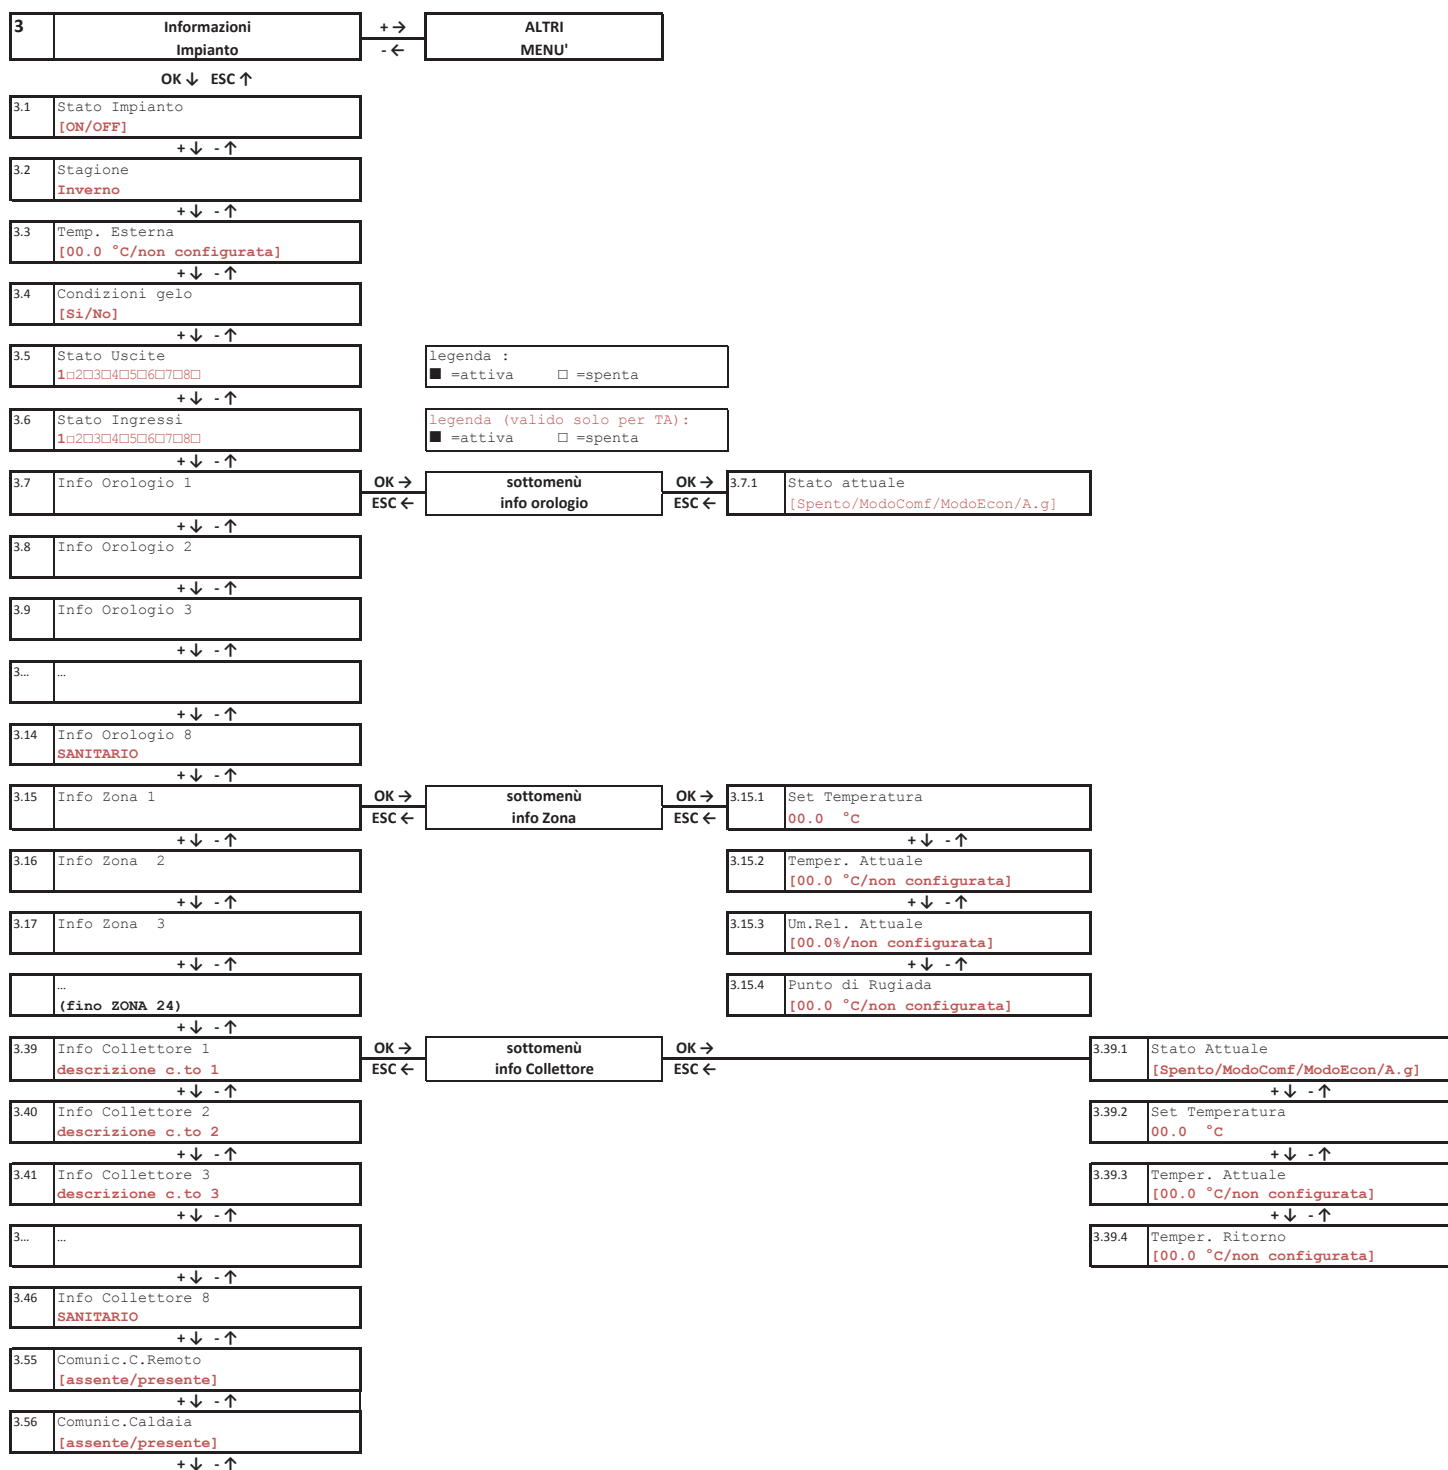 3 Informazioni + → ALTRI
Impianto - ← MENU'
OK ↓ ESC ↑
3.1 Stato Impianto
[ON/OFF]
+ ↓ - ↑
3.2 Stagione
Inverno
+ ↓ - ↑
3.3 Temp. Esterna
[00.0 °C/non configurata]
+ ↓ - ↑
3.4 Condizioni gelo
[Si/No]
+ ↓ - ↑
3.5 Stato Uscite legenda :
1□2□3□4□5□6□7□8□ ■ =attiva □ =spenta
+ ↓ - ↑
3.6 Stato Ingressi legenda (valido solo per TA):
1□2□3□4□5□6□7□8□ ■ =attiva □ =spenta
+ ↓ - ↑
3.7 Info Orologio 1 OK → sottomenù OK → 3.7.1 Stato attuale
ESC ← info orologio ESC ← [Spento/ModoComf/ModoEcon/A.g]
+ ↓ - ↑
3.8 Info Orologio 2
+ ↓ - ↑
3.9 Info Orologio 3
+ ↓ - ↑
3... …
+ ↓ - ↑
3.14 Info Orologio 8
SANITARIO
+ ↓ - ↑
3.15 Info Zona 1 OK → sottomenù OK → 3.15.1 Set Temperatura
ESC ← info Zona ESC ← 00.0 °C
+ ↓ - ↑ + ↓ - ↑
3.16 Info Zona 2 3.15.2 Temper. Attuale
[00.0 °C/non configurata]
+ ↓ - ↑ + ↓ - ↑
3.17 Info Zona 3 3.15.3 Um.Rel. Attuale
[00.0%/non configurata]
+ ↓ - ↑ + ↓ - ↑
… 3.15.4 Punto di Rugiada
(fino ZONA 24) [00.0 °C/non configurata]
+ ↓ - ↑
3.39 Info Collettore 1 OK → sottomenù OK → 3.39.1 Stato Attuale
descrizione c.to 1 ESC ← info Collettore ESC ← [Spento/ModoComf/ModoEcon/A.g]
+ ↓ - ↑ + ↓ - ↑
3.40 Info Collettore 2 3.39.2 Set Temperatura
descrizione c.to 2 00.0 °C
+ ↓ - ↑ + ↓ - ↑
3.41 Info Collettore 3 3.39.3 Temper. Attuale
descrizione c.to 3 [00.0 °C/non configurata]
+ ↓ - ↑ + ↓ - ↑
3... … 3.39.4 Temper. Ritorno
[00.0 °C/non configurata]
+ ↓ - ↑
3.46 Info Collettore 8
SANITARIO
+ ↓ - ↑
3.55 Comunic.C.Remoto
[assente/presente]
+ ↓ - ↑
3.56 Comunic.Caldaia
[assente/presente]
+ ↓ - ↑